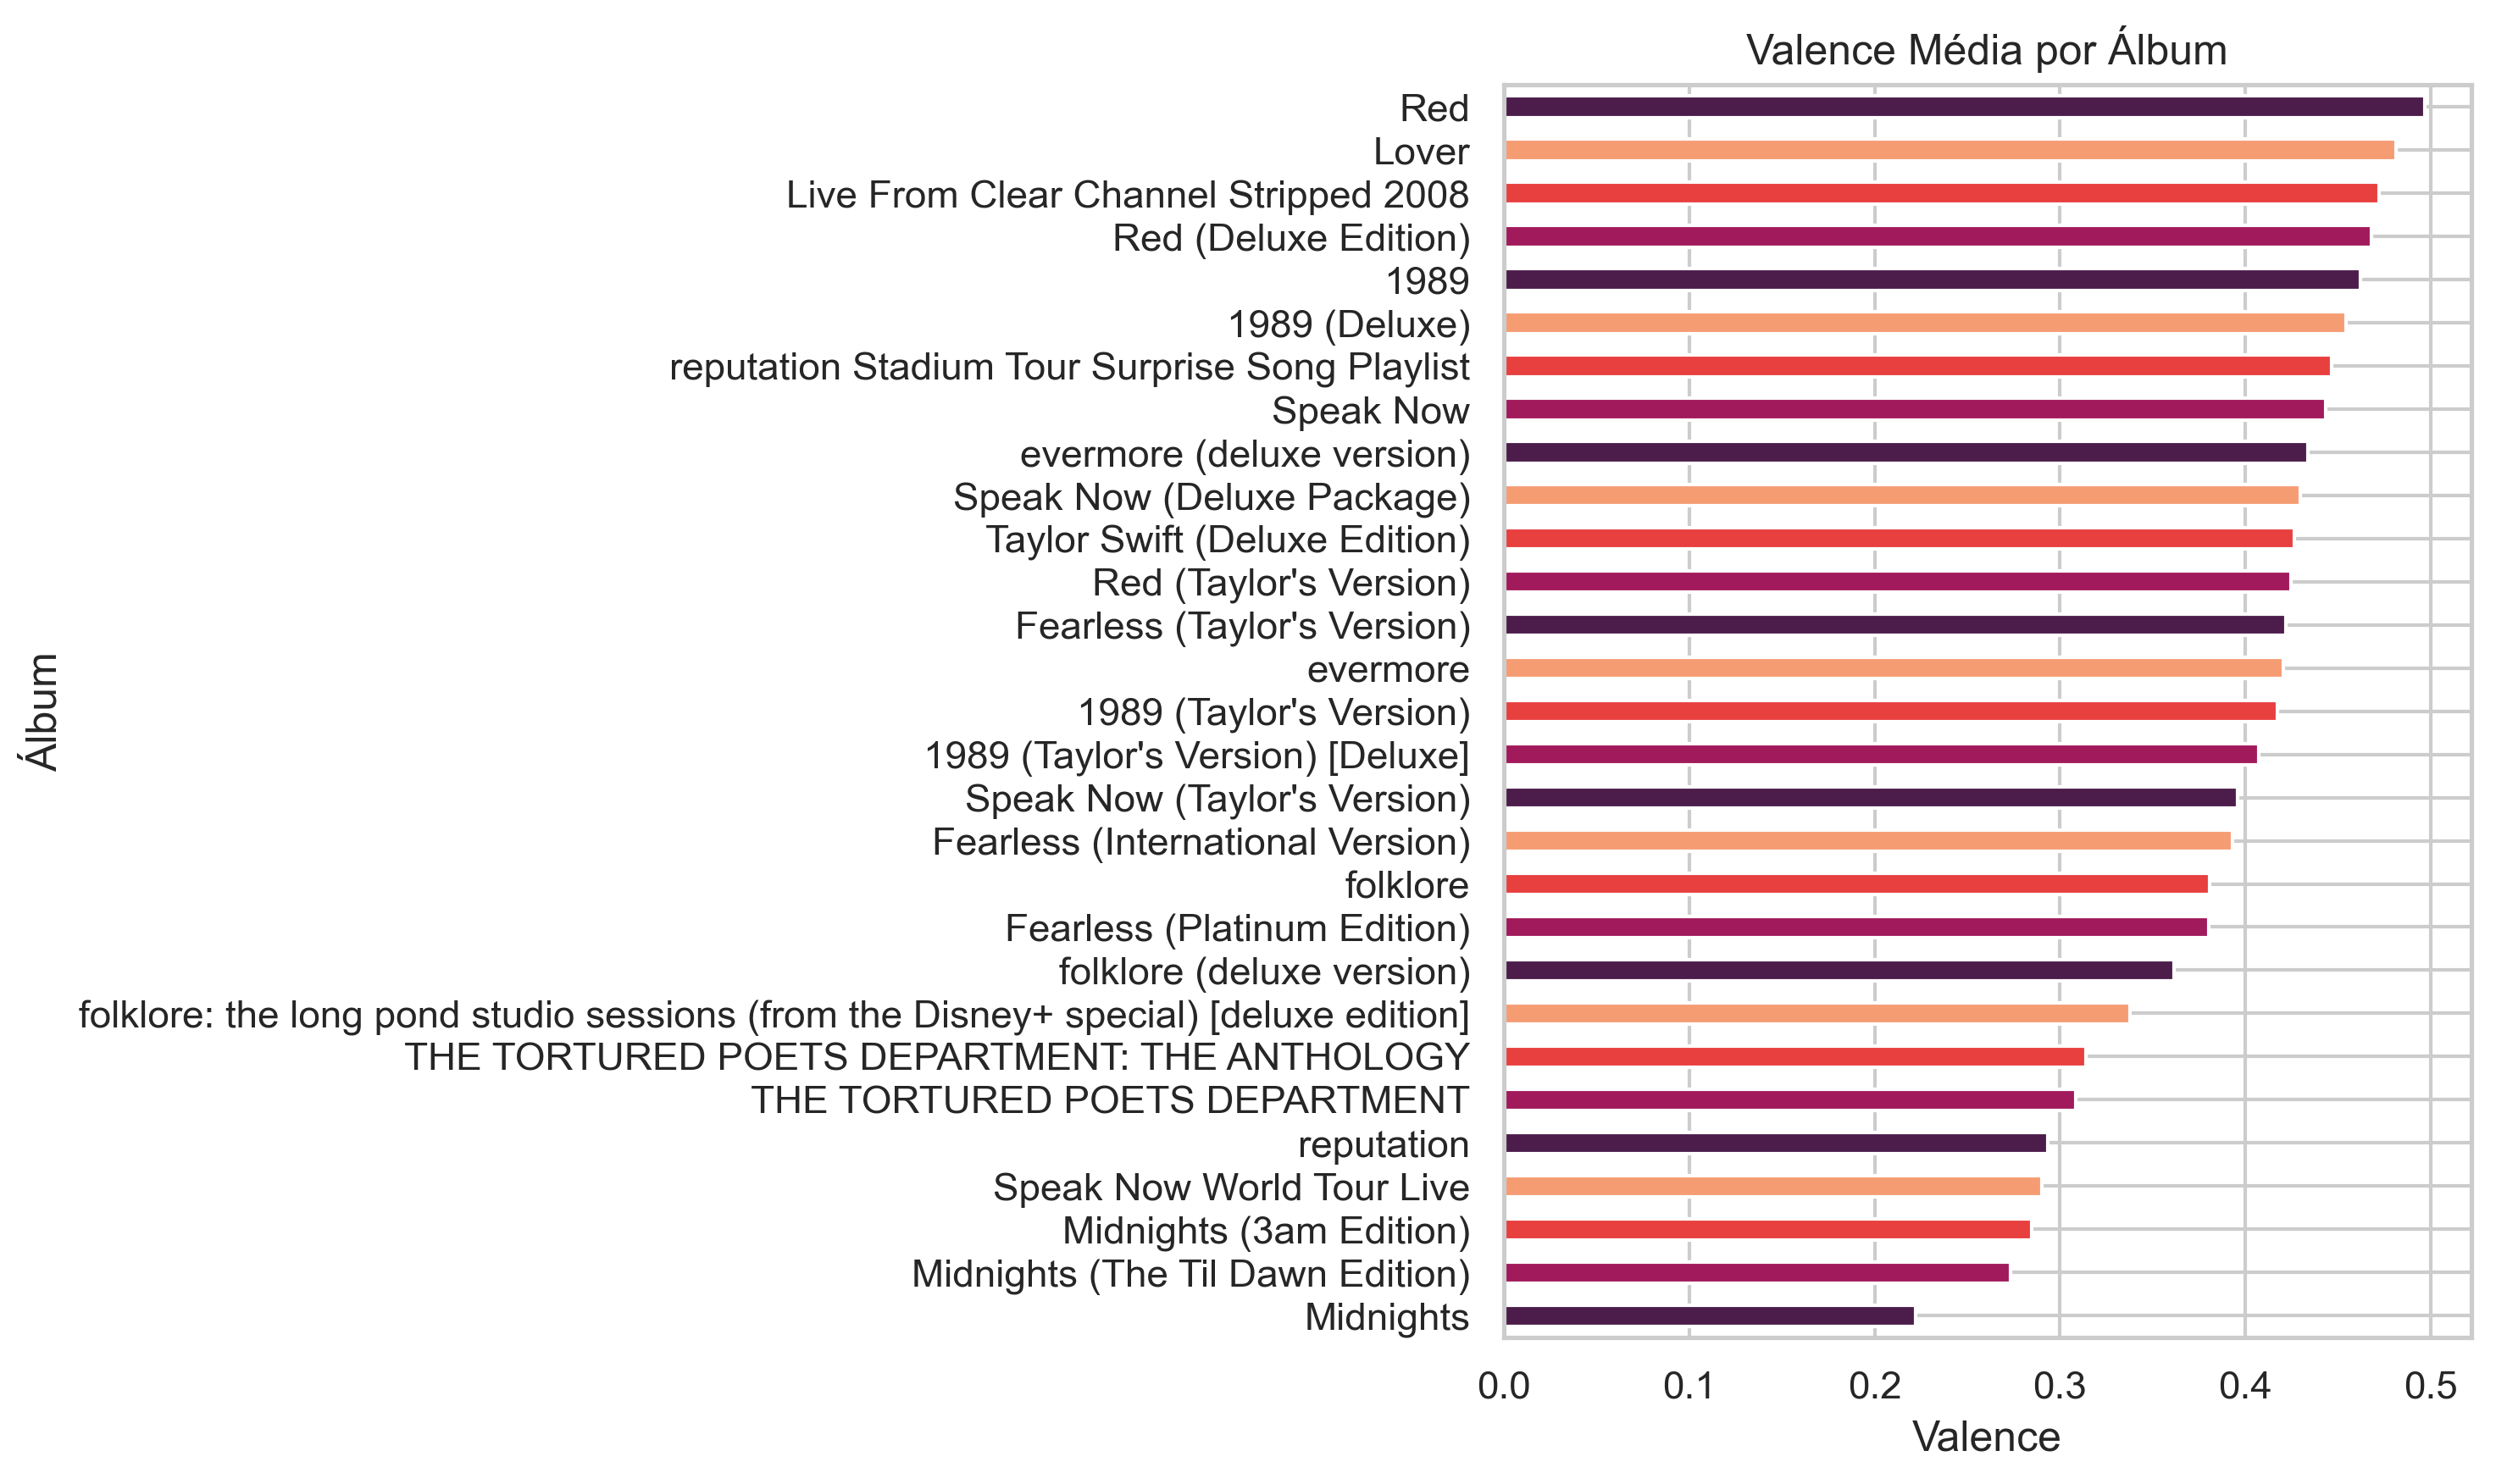 Valence Média por Álbum
Red
Lover
Live From Clear Channel Stripped 2008
Red (Deluxe Edition)
1989
1989 (Deluxe)
reputation Stadium Tour Surprise Song Playlist
Speak Now
evermore (deluxe version)
Speak Now (Deluxe Package)
Taylor Swift (Deluxe Edition)
Red (Taylor's Version)
Fearless (Taylor's Version)
evermore
1989 (Taylor's Version)
1989 (Taylor's Version) [Deluxe]
Speak Now (Taylor's Version)
Fearless (International Version)
folklore
Fearless (Platinum Edition)
folklore (deluxe version)
folklore: the long pond studio sessions (from the Disney+ special) [deluxe edition]
THE TORTURED POETS DEPARTMENT: THE ANTHOLOGY
THE TORTURED POETS DEPARTMENT
reputation
Speak Now World Tour Live
Midnights (3am Edition)
Midnights (The Til Dawn Edition)
Midnights
Álbum
0.0 0.1 0.2 0.3 0.4 0.5
Valence